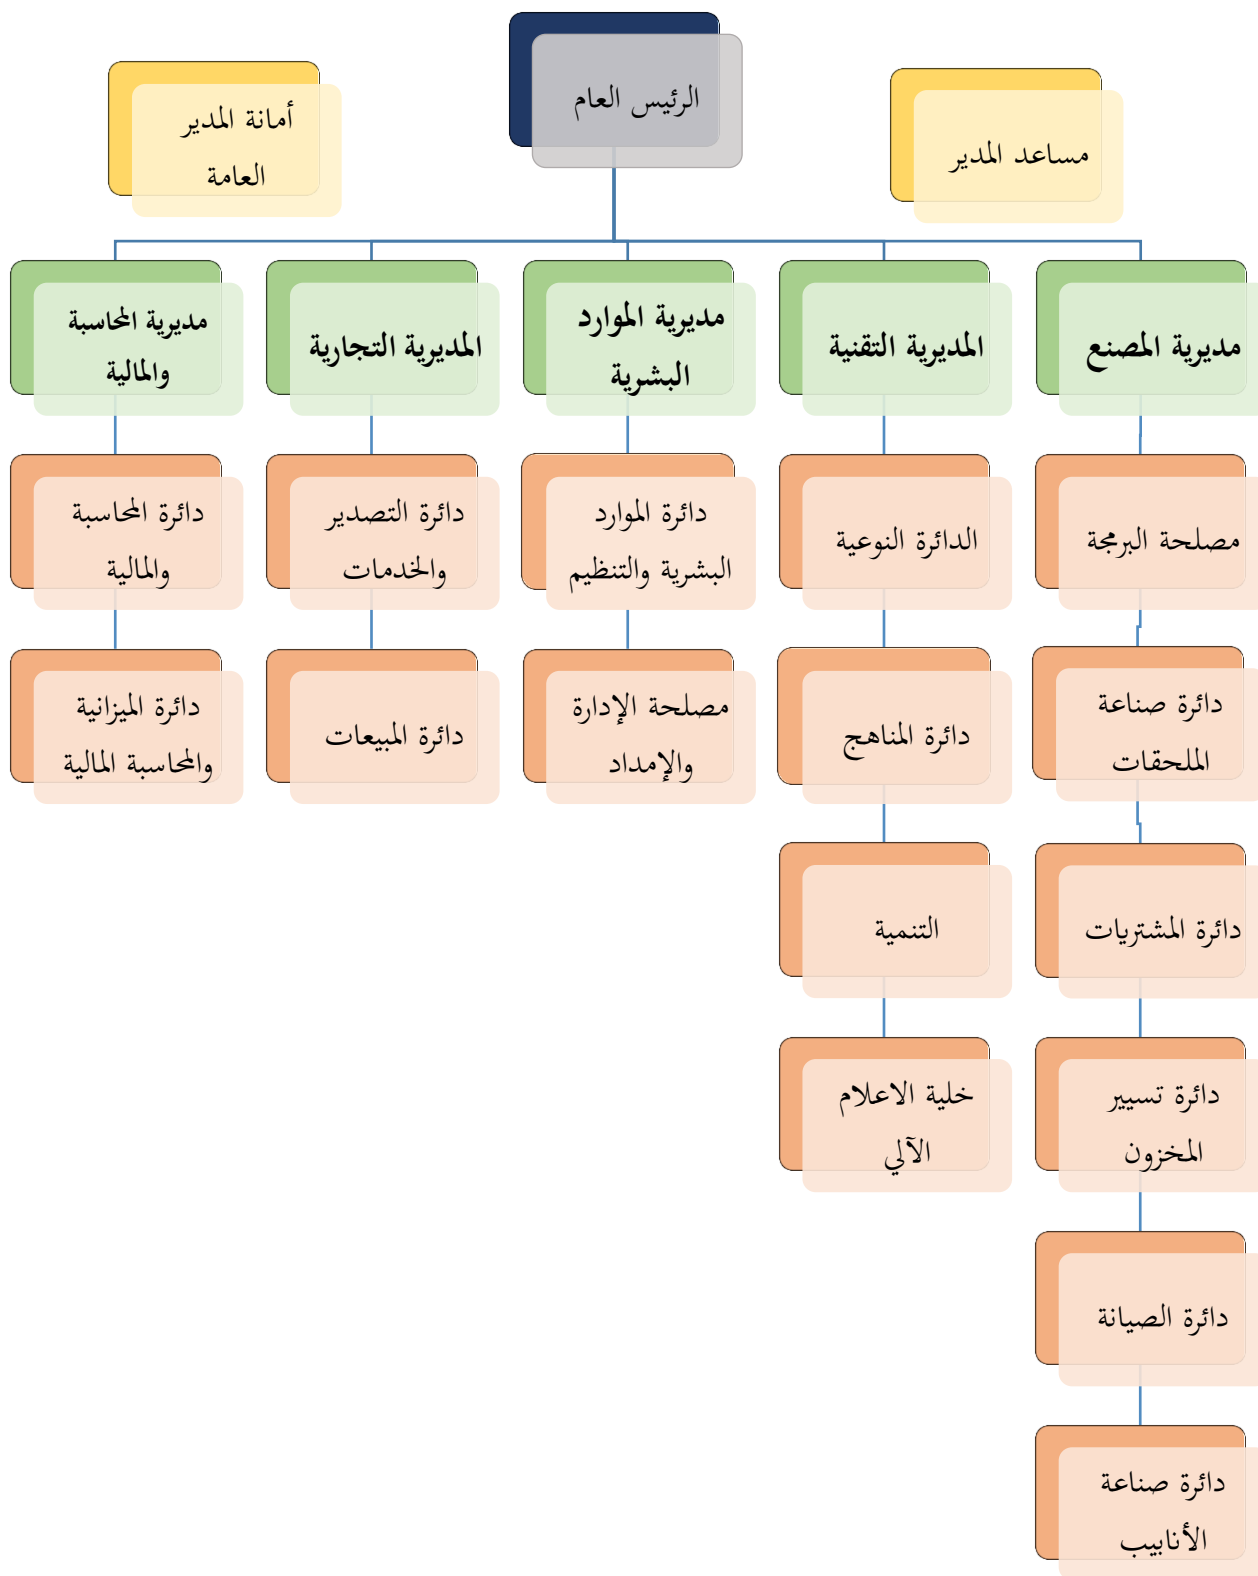 الرئيس العام
مساعد المدير
أمانة المدير
العامة
مديرية المصنع
المديرية التقنية
مديرية الموارد
البشرية
المديرية التجارية
مديرية المحاسبة
والمالية
مصلحة البرمجة
الدائرة النوعية
دائرة الموارد
البشرية والتنظيم
دائرة التصدير
والخدمات
دائرة المحاسبة
والمالية
دائرة صناعة
الملحقات
دائرة المناهج
مصلحة الإدارة
والإمداد
دائرة المبيعات
دائرة الميزانية
والمحاسبة المالية
دائرة المشتريات
التنمية
دائرة تسيير
المخزون
خلية الاعلام
الآلي
دائرة الصيانة
دائرة صناعة
الأنابيب